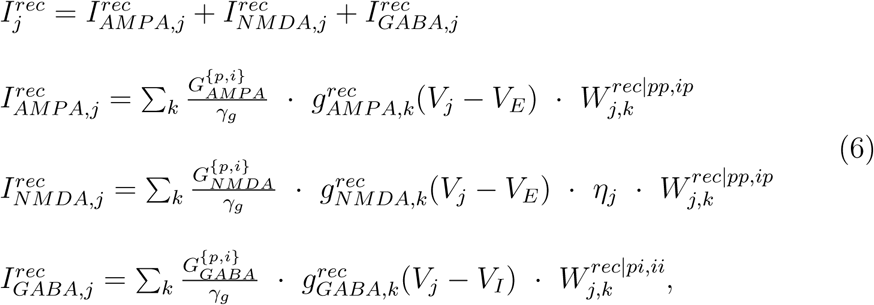 I_{j}^{rec} = I_{AMPA,j}^{rec} + I_{NMDA,j}^{rec} + I_{GABA,j}^{rec}
I_{AMPA,j}^{rec} = \sum_k \frac{G_{AMPA}^{\{p,i\}}}{\gamma_g} \cdot g_{AMPA,k}^{rec}(V_j - V_E) \cdot W_{j,k}^{rec|pp,ip}
(6)
I_{NMDA,j}^{rec} = \sum_k \frac{G_{NMDA}^{\{p,i\}}}{\gamma_g} \cdot g_{NMDA,k}^{rec}(V_j - V_E) \cdot \eta_j \cdot W_{j,k}^{rec|pp,ip}
I_{GABA,j}^{rec} = \sum_k \frac{G_{GABA}^{\{p,i\}}}{\gamma_g} \cdot g_{GABA,k}^{rec}(V_j - V_I) \cdot W_{j,k}^{rec|pi,ii},